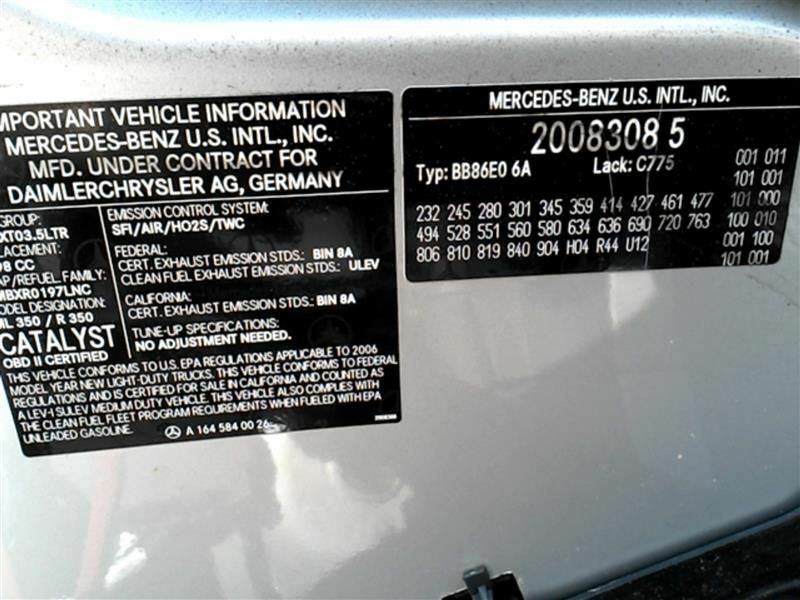 MPORTANT VEHICLE INFORMATION
MERCEDES-BENZ U.S. INTL., INC.
MFD. UNDER CONTRACT FOR
DAIMLERCHRYSLER AG, GERMANY
GROUP:
XT03.5LTR
LACEMENT:
8 CC
AP/REFUEL FAMILY:
MBXR0197LNC
MODEL DESIGNATION:
ML 350 / R 350
CATALYST
OBD II CERTIFIED
EMISSION CONTROL SYSTEM:
SFI/AIR/HO2S/TWC
FEDERAL:
CERT. EXHAUST EMISSION STDS.: BIN 8A
CLEAN FUEL EXHAUST EMISSION STDS.: ULEV
CALIFORNIA:
CERT. EXHAUST EMISSION STDS.: BIN 8A
TUNE-UP SPECIFICATIONS:
NO ADJUSTMENT NEEDED.
THIS VEHICLE CONFORMS TO U.S. EPA REGULATIONS APPLICABLE TO 2006
MODEL YEAR NEW LIGHT-DUTY TRUCKS. THIS VEHICLE CONFORMS TO FEDERAL
REGULATIONS AND IS CERTIFIED FOR SALE IN CALIFORNIA AND COUNTED AS
A LEV-I SULEV MEDIUM DUTY VEHICLE. THIS VEHICLE ALSO COMPLIES WITH
THE CLEAN FUEL FLEET PROGRAM REQUIREMENTS WHEN FUELED WITH EPA
UNLEADED GASOLINE.
A 164 584 00 26
MERCEDES-BENZ U.S. INTL., INC.
2008308 5
Typ: BB86E0 6A Lack: C775
232 245 280 301 345 359 414 427 461 477
494 528 551 560 580 634 636 690 720 763
806 810 819 840 904 H04 R44 U12
001 011
101 001
101 000
100 010
001 100
101 001